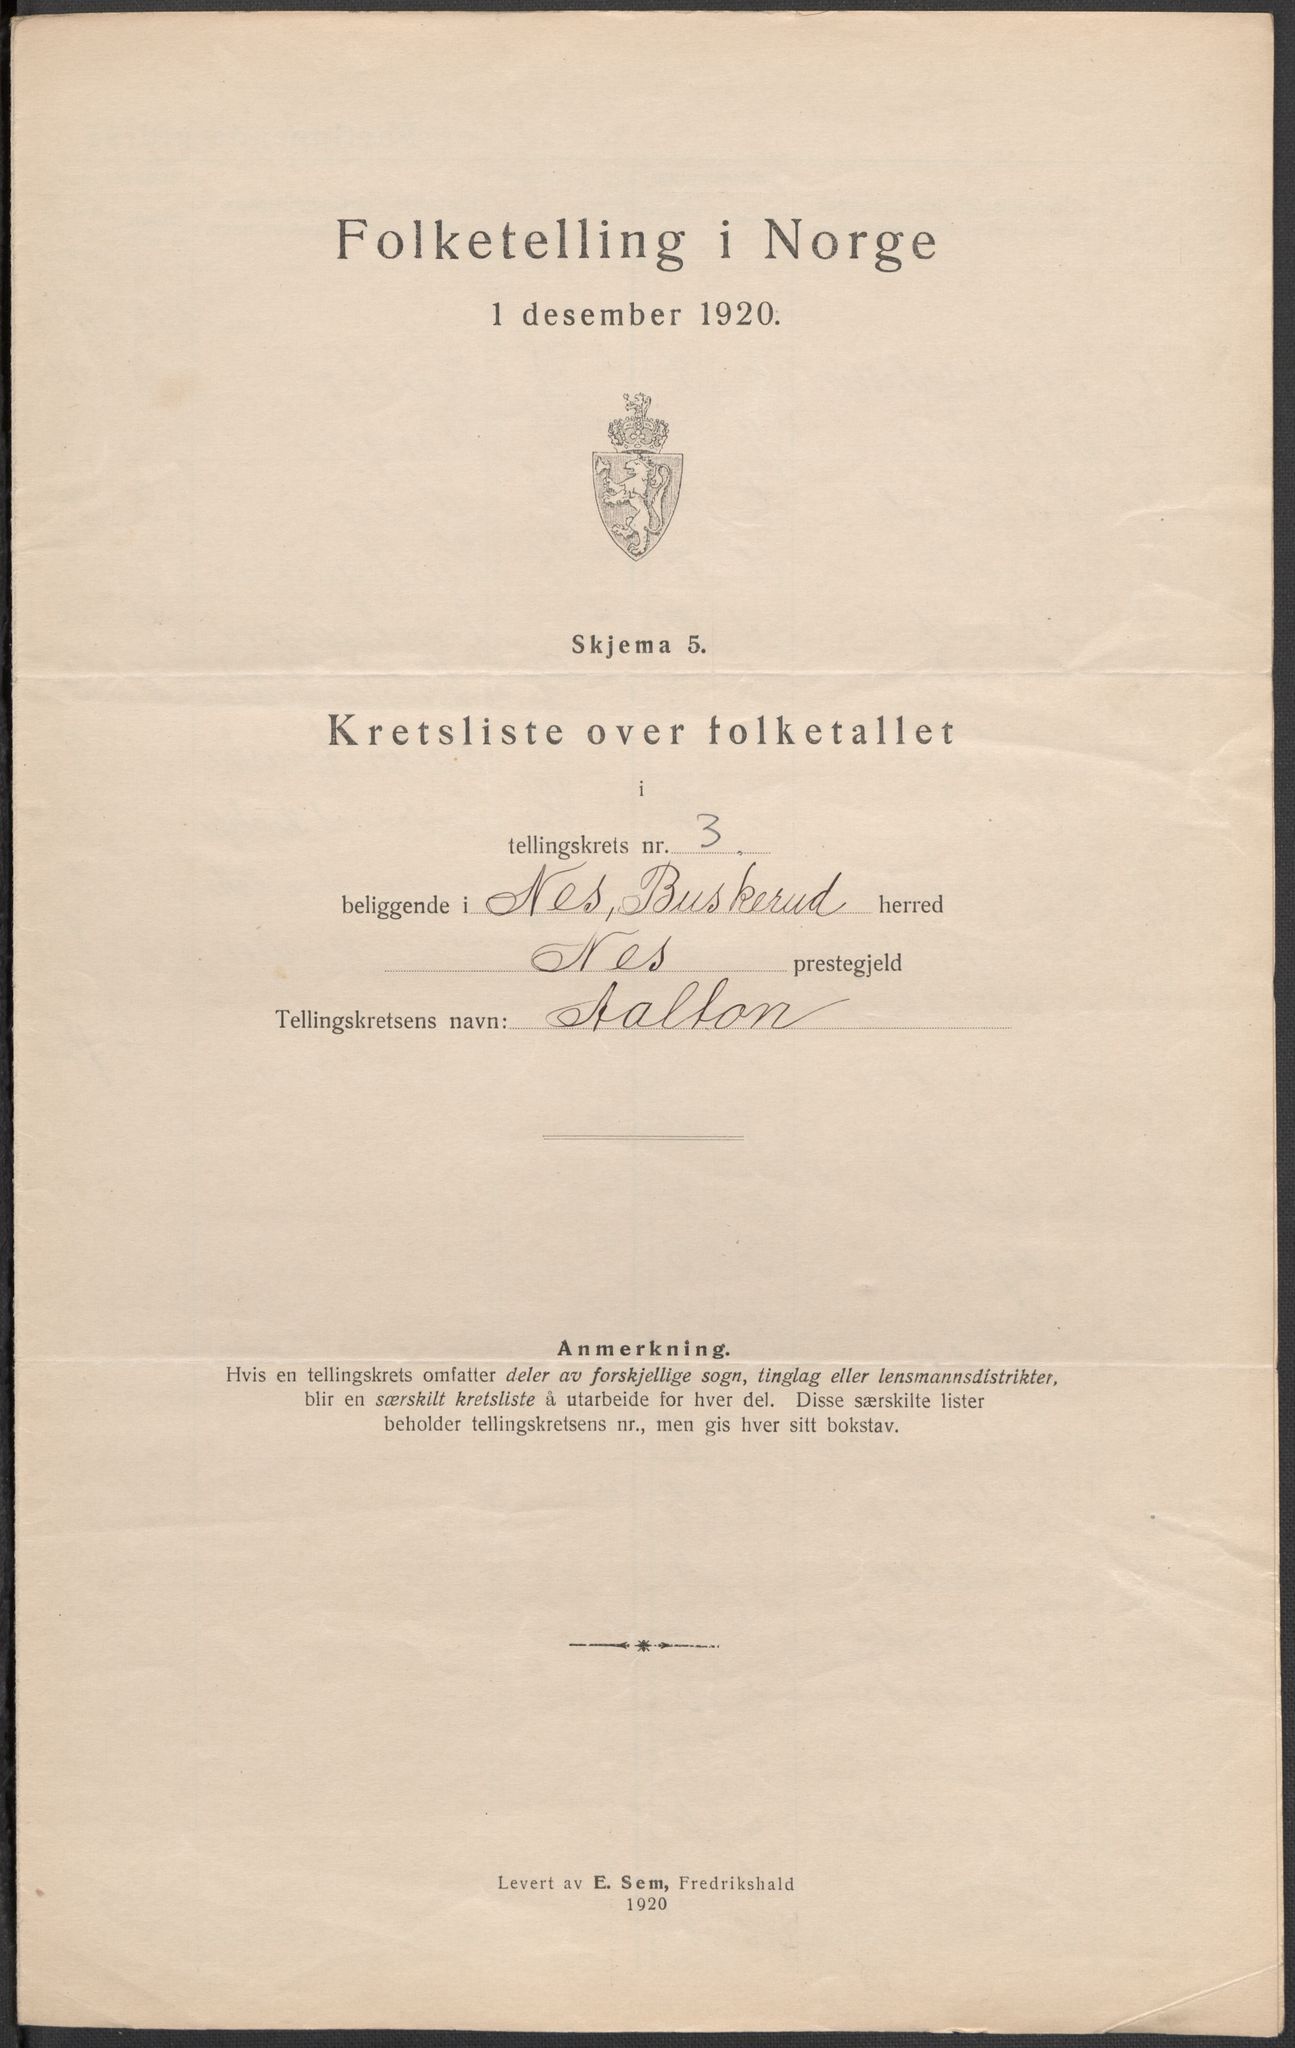 Folketelling i Norge
1 desember 1920.
Skjema 5.
Kretsliste over folketallet
i
tellingskrets nr. 3.
beliggende i Nes, Buskerud herred
Nes prestegjeld
Tellingskretsens navn: Aalton
Anmerkning.
Hvis en tellingskrets omfatter deler av forskjellige sogn, tinglag eller lensmannsdistrikter,
blir en særskilt kretsliste å utarbeide for hver del. Disse særskilte lister
beholder tellingskretsens nr., men gis hver sitt bokstav.
Levert av E. Sem, Fredrikshald
1920